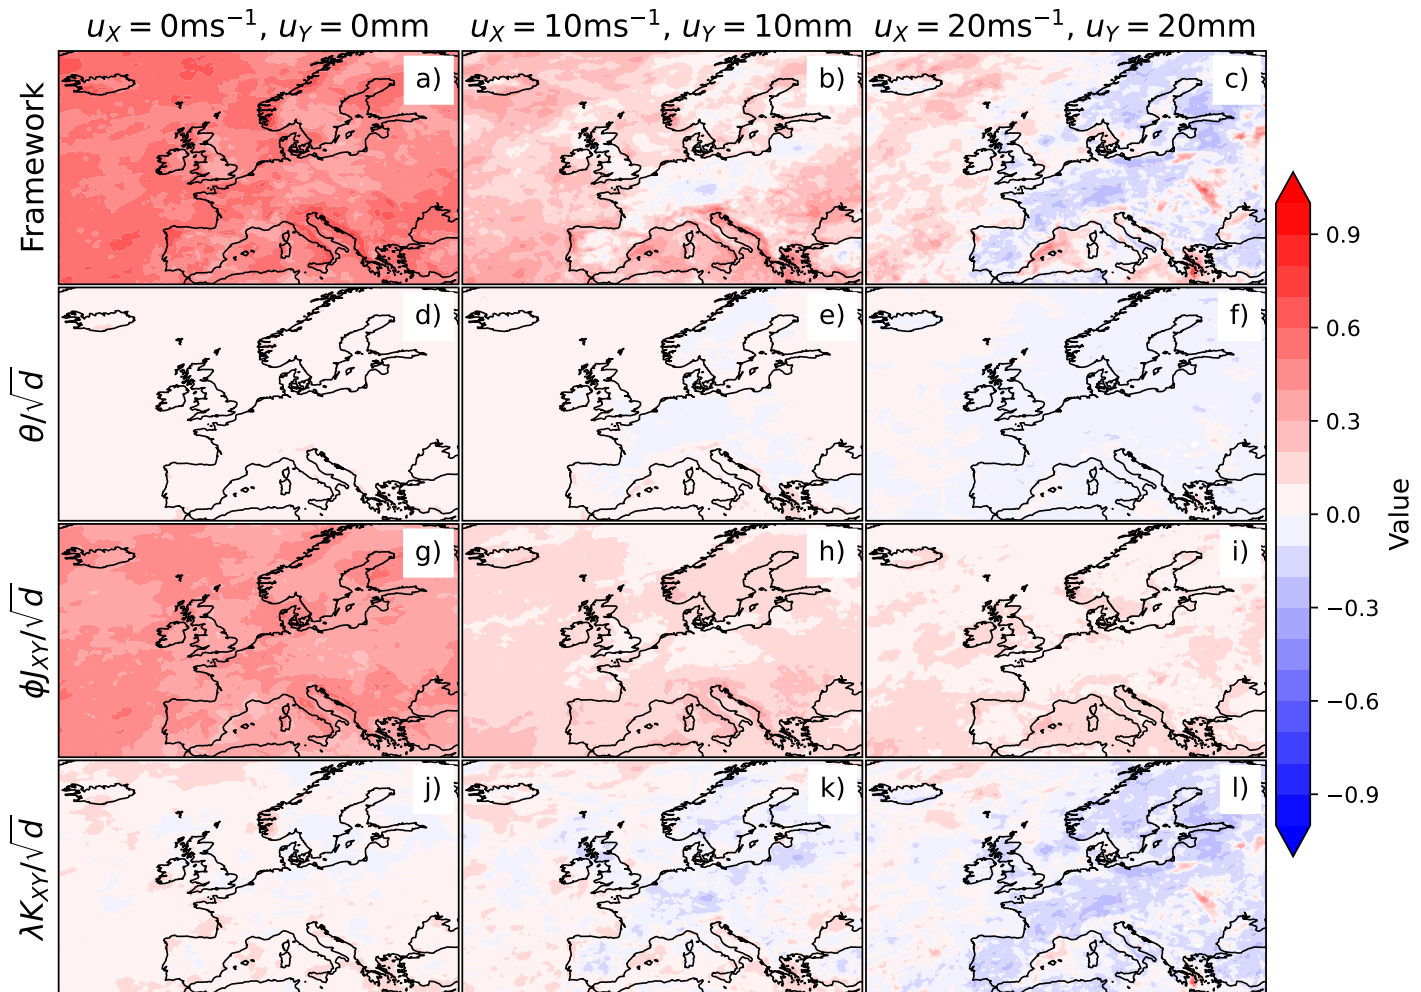 u_X = 0ms⁻¹, u_Y = 0mm u_X = 10ms⁻¹, u_Y = 10mm u_X = 20ms⁻¹, u_Y = 20mm
Framework
a) b) c)
θ/√d
d) e) f)
ϕJ_XY/√d
g) h) i)
λK_XY/√d
j) k) l)
0.9
0.6
0.3
0.0
−0.3
−0.6
−0.9
Value